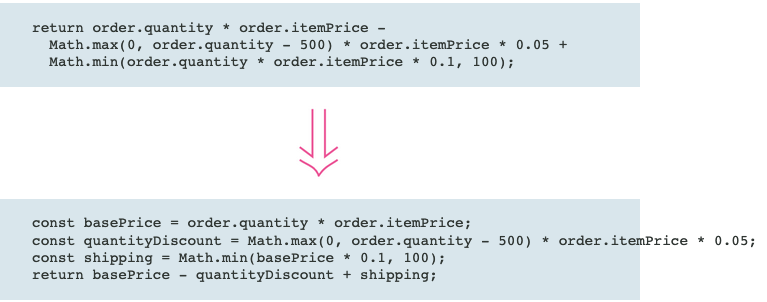 return order.quantity * order.itemPrice -
  Math.max(0, order.quantity - 500) * order.itemPrice * 0.05 +
  Math.min(order.quantity * order.itemPrice * 0.1, 100);
const basePrice = order.quantity * order.itemPrice;
const quantityDiscount = Math.max(0, order.quantity - 500) * order.itemPrice * 0.05;
const shipping = Math.min(basePrice * 0.1, 100);
return basePrice - quantityDiscount + shipping;